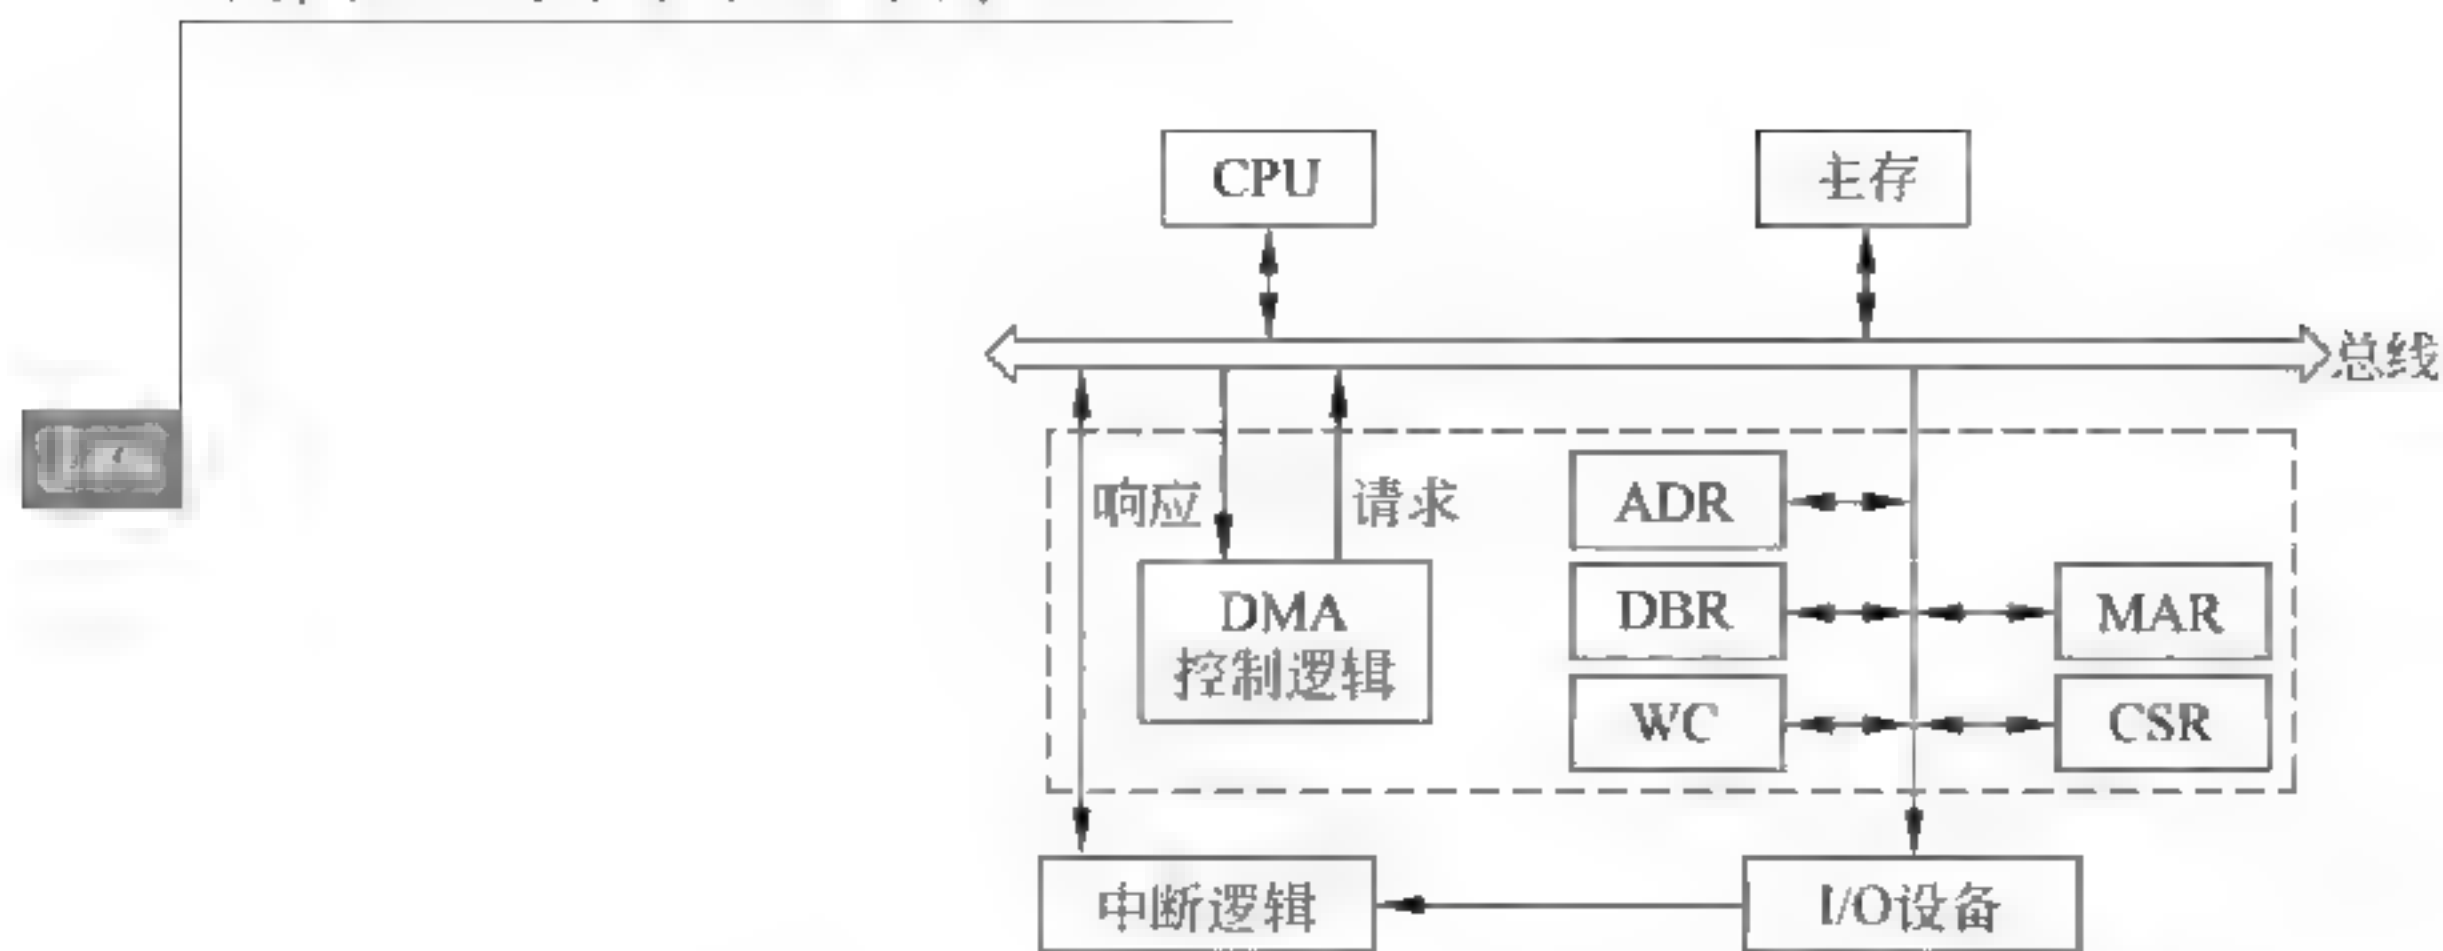 CPU
主存
总线
响应
请求
ADR
DMA
控制逻辑
DBR
MAR
WC
CSR
中断逻辑
I/O设备